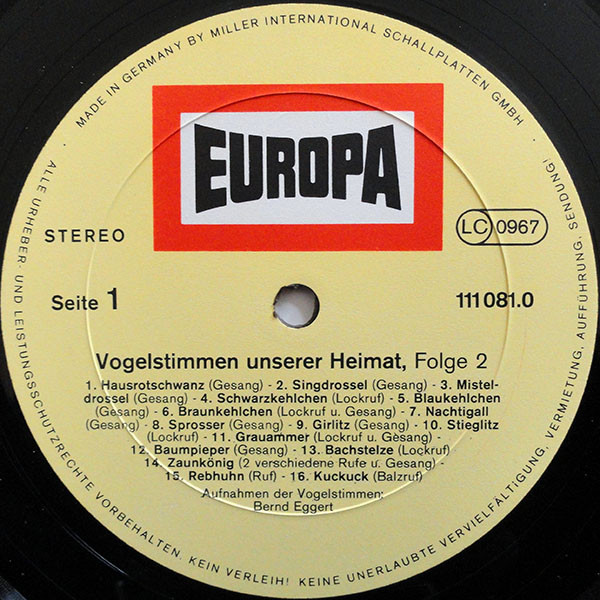 MADE IN GERMANY BY MILLER INTERNATIONAL SCHALLPLATTEN GMBH
EUROPA
STEREO
LC 0967
Seite 1
111 081.0
Vogelstimmen unserer Heimat, Folge 2
1. Hausrotschwanz (Gesang) - 2. Singdrossel (Gesang) - 3. Mistel-
drossel (Gesang) - 4. Schwarzkehlchen (Lockruf) - 5. Blaukehlchen
(Gesang) - 6. Braunkehlchen (Lockruf u. Gesang) - 7. Nachtigall
(Gesang) - 8. Sprosser (Gesang) - 9. Girlitz (Gesang) - 10. Stieglitz
(Lockruf) - 11. Grauammer (Lockruf u. Gesang) -
12. Baumpieper (Gesang) - 13. Bachstelze (Lockruf)
14. Zaunkönig (2 verschiedene Rufe u. Gesang) -
15. Rebhuhn (Ruf) - 16. Kuckuck (Balzruf)
Aufnahmen der Vogelstimmen:
Bernd Eggert
ALLE URHEBER- UND LEISTUNGSSCHUTZRECHTE VORBEHALTEN. KEIN VERLEIH! KEINE UNERLAUBTE VERVIELFÄLTIGUNG, VERMIETUNG, AUFFÜHRUNG, SENDUNG!